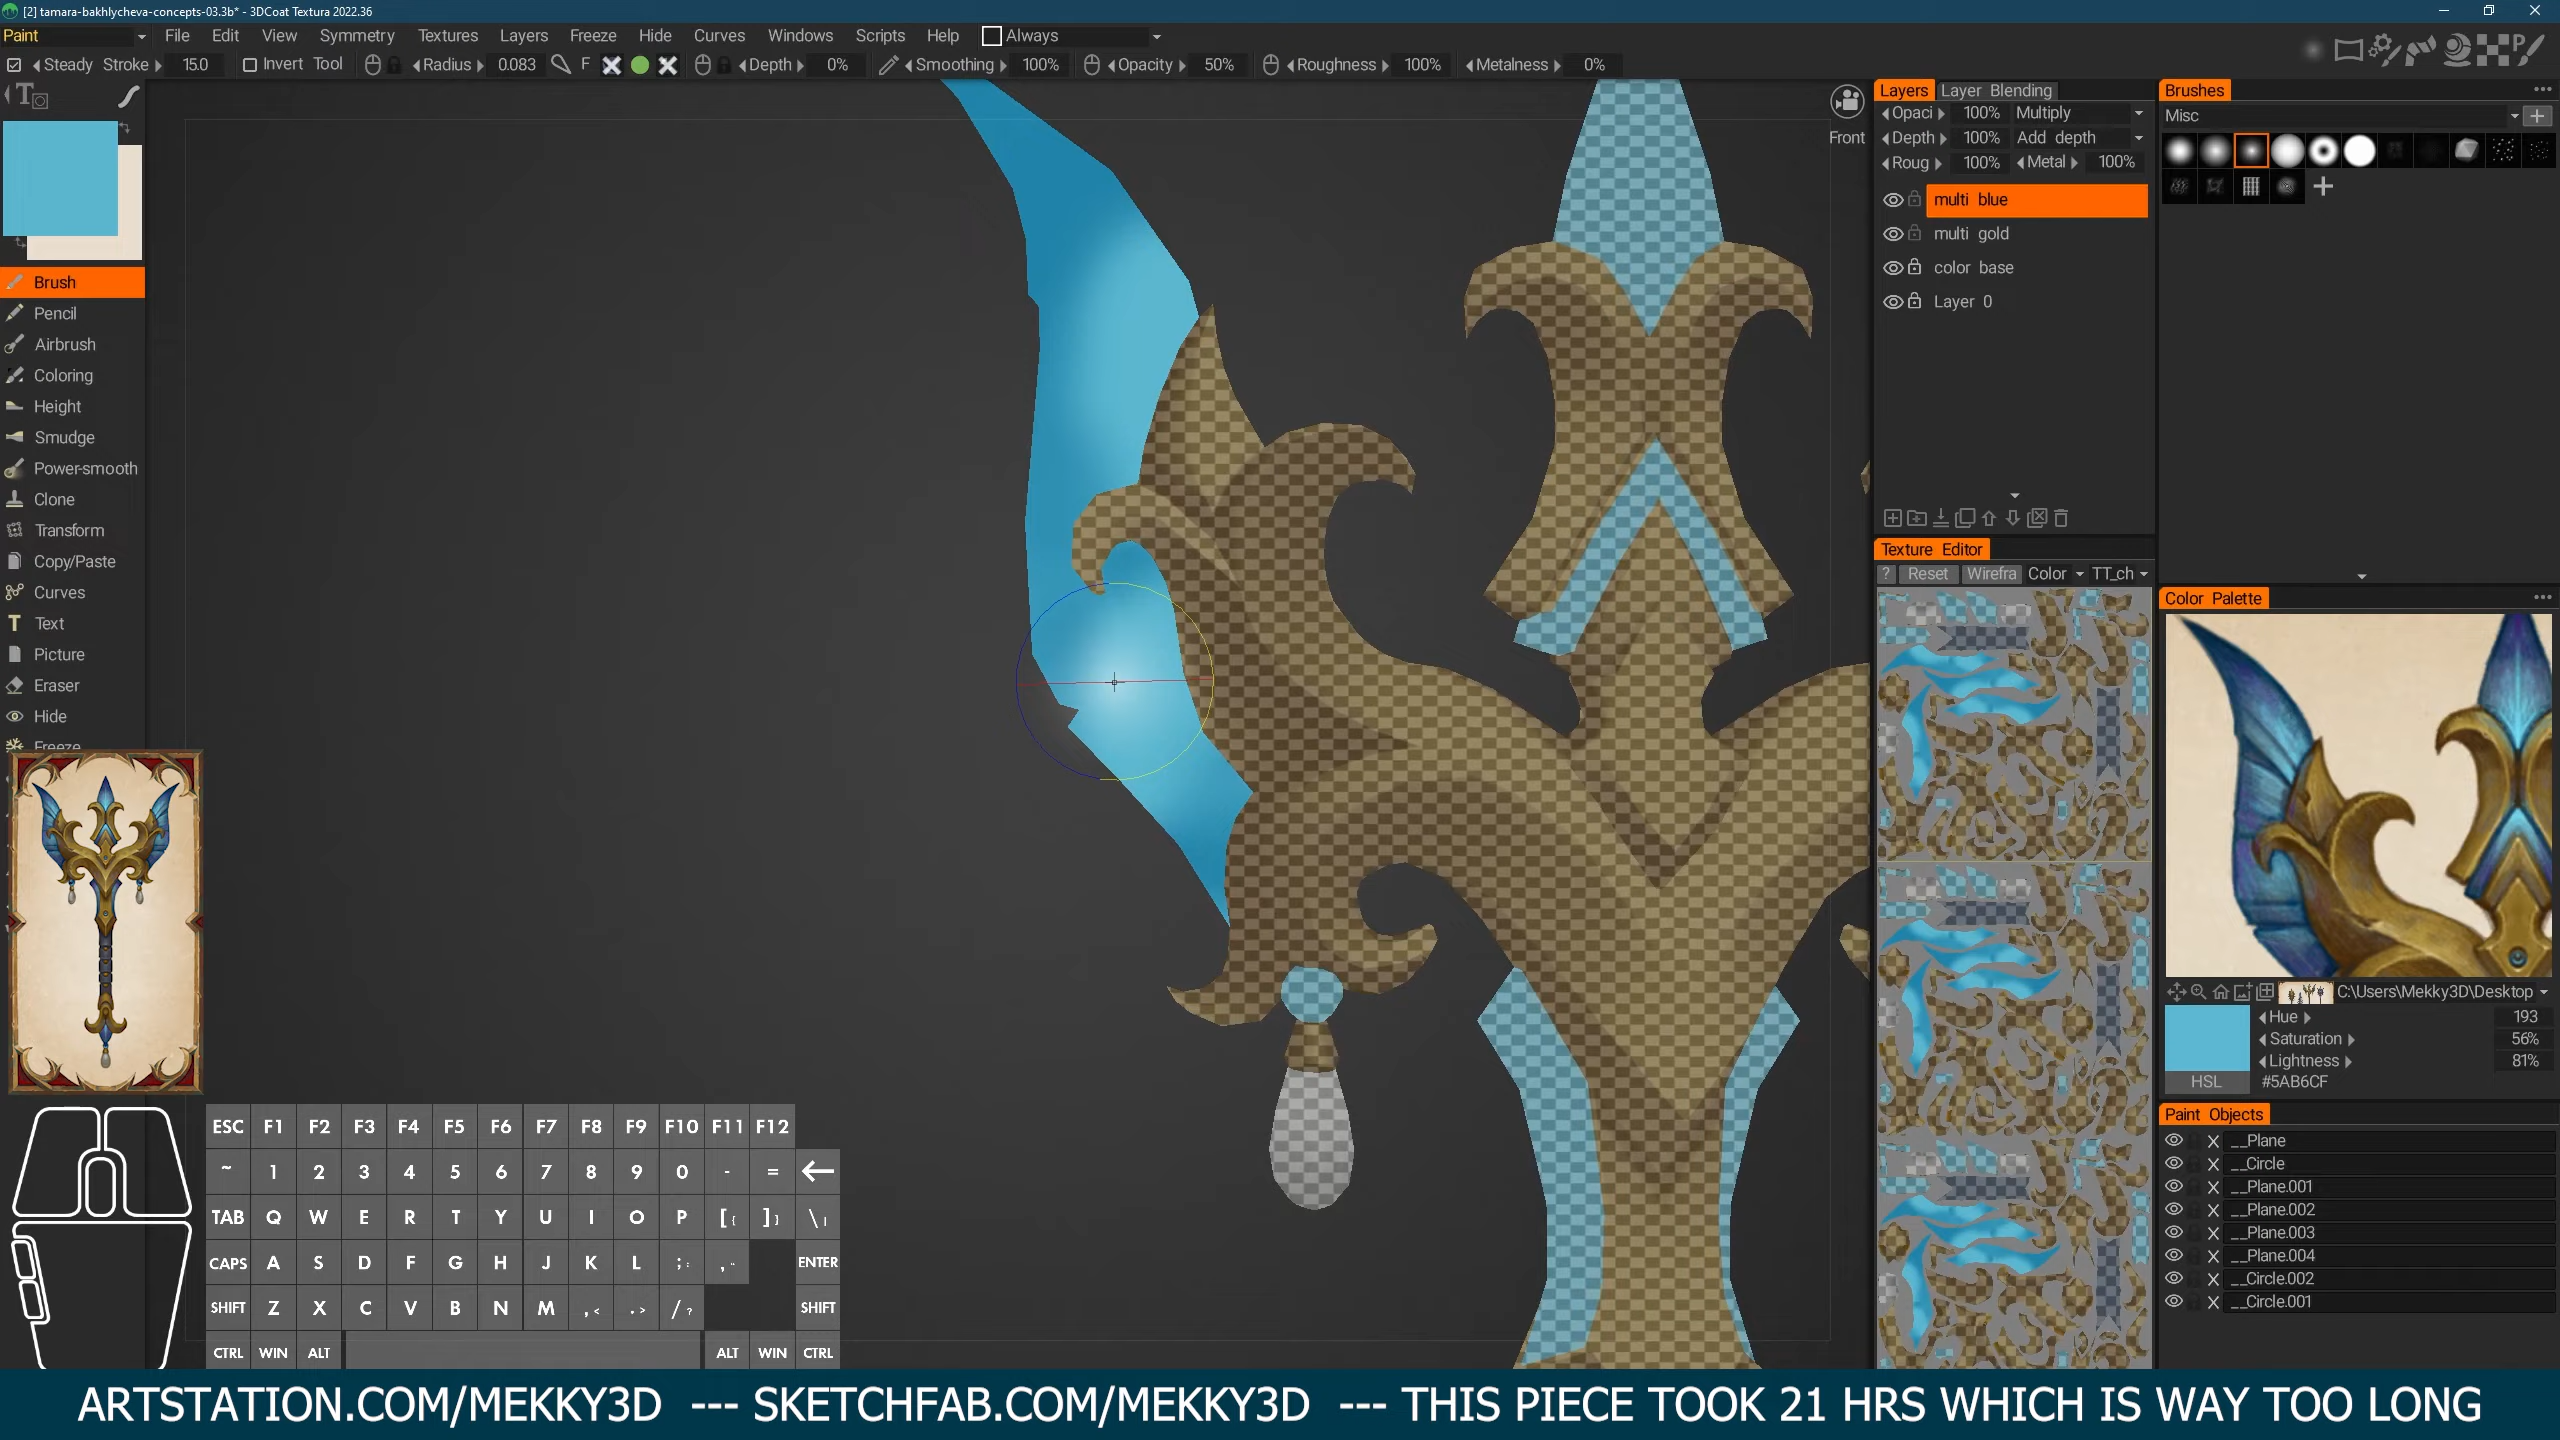 [2] tamara-bakhlycheva-concepts-03.3b* - 3DCoat Textura 2022.36
Paint File Edit View Symmetry Textures Layers Freeze Hide Curves Windows Scripts Help Always
Steady Stroke 15.0 Invert Tool Radius 0.083 F Depth 0% Smoothing 100% Opacity 50% Roughness 100% Metalness 0%
Front
Brush
Pencil
Airbrush
Coloring
Height
Smudge
Power-smooth
Clone
Transform
Copy/Paste
Curves
Text
Picture
Eraser
Hide
Freeze
Layers Layer Blending
Opaci 100% Multiply
Depth 100% Add depth
Roug 100% Metal 100%
multi blue
multi gold
color base
Layer 0
Texture Editor
? Reset Wirefra Color TT_ch
Brushes
Misc
Color Palette
C:\Users\Mekky3D\Desktop
Hue 193
Saturation 56%
Lightness 81%
HSL #5AB6CF
Paint Objects
X __Plane
X __Circle
X __Plane.001
X __Plane.002
X __Plane.003
X __Plane.004
X __Circle.002
X __Circle.001
ESC F1 F2 F3 F4 F5 F6 F7 F8 F9 F10 F11 F12
~ 1 2 3 4 5 6 7 8 9 0 - =
TAB Q W E R T Y U I O P [{ ]} \|
CAPS A S D F G H J K L ;: ENTER
SHIFT Z X C V B N M ,< .> /? SHIFT
CTRL WIN ALT ALT WIN CTRL
ARTSTATION.COM/MEKKY3D --- SKETCHFAB.COM/MEKKY3D --- THIS PIECE TOOK 21 HRS WHICH IS WAY TOO LONG